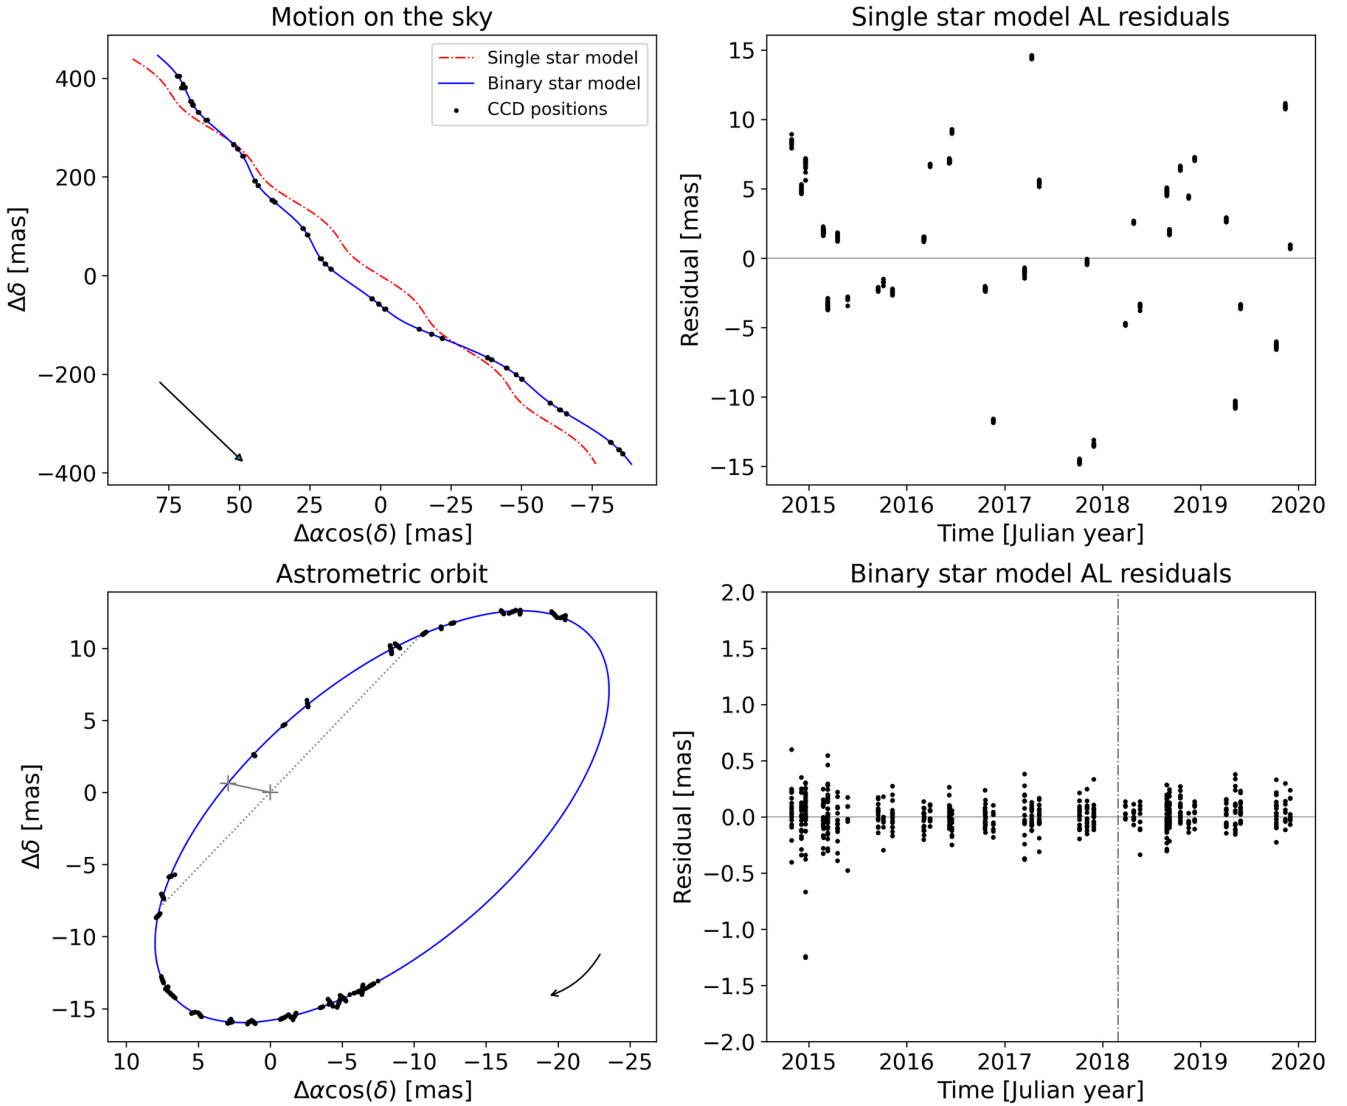 Motion on the sky
Single star model
Binary star model
CCD positions
400
200
0
−200
−400
Δδ [mas]
75 50 25 0 −25 −50 −75
Δαcos(δ) [mas]
Single star model AL residuals
15
10
5
0
−5
−10
−15
Residual [mas]
2015 2016 2017 2018 2019 2020
Time [Julian year]
Astrometric orbit
10
5
0
−5
−10
−15
Δδ [mas]
10 5 0 −5 −10 −15 −20 −25
Δαcos(δ) [mas]
Binary star model AL residuals
2.0
1.5
1.0
0.5
0.0
−0.5
−1.0
−1.5
−2.0
Residual [mas]
2015 2016 2017 2018 2019 2020
Time [Julian year]